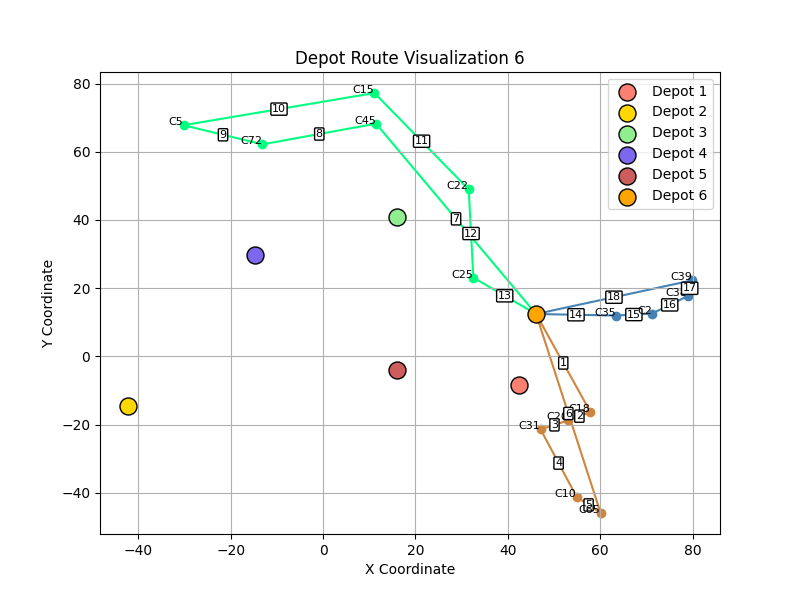 Depot Route Visualization 6
Depot 1
Depot 2
Depot 3
Depot 4
Depot 5
Depot 6
Y Coordinate
80
60
40
20
0
−20
−40
−40
−20
0
20
40
60
80
X Coordinate
C15
10
C5
9
C72
8
C45
11
C22
7
12
C25
13
18
C39
17
16
14
C35
15
C2
1
C18
6
2
3
C31
4
C10
5
C65